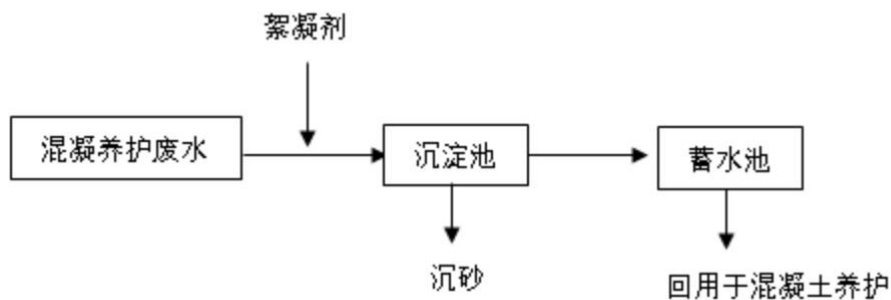 絮凝剂
混凝养护废水
沉淀池
蓄水池
沉砂
回用于混凝土养护